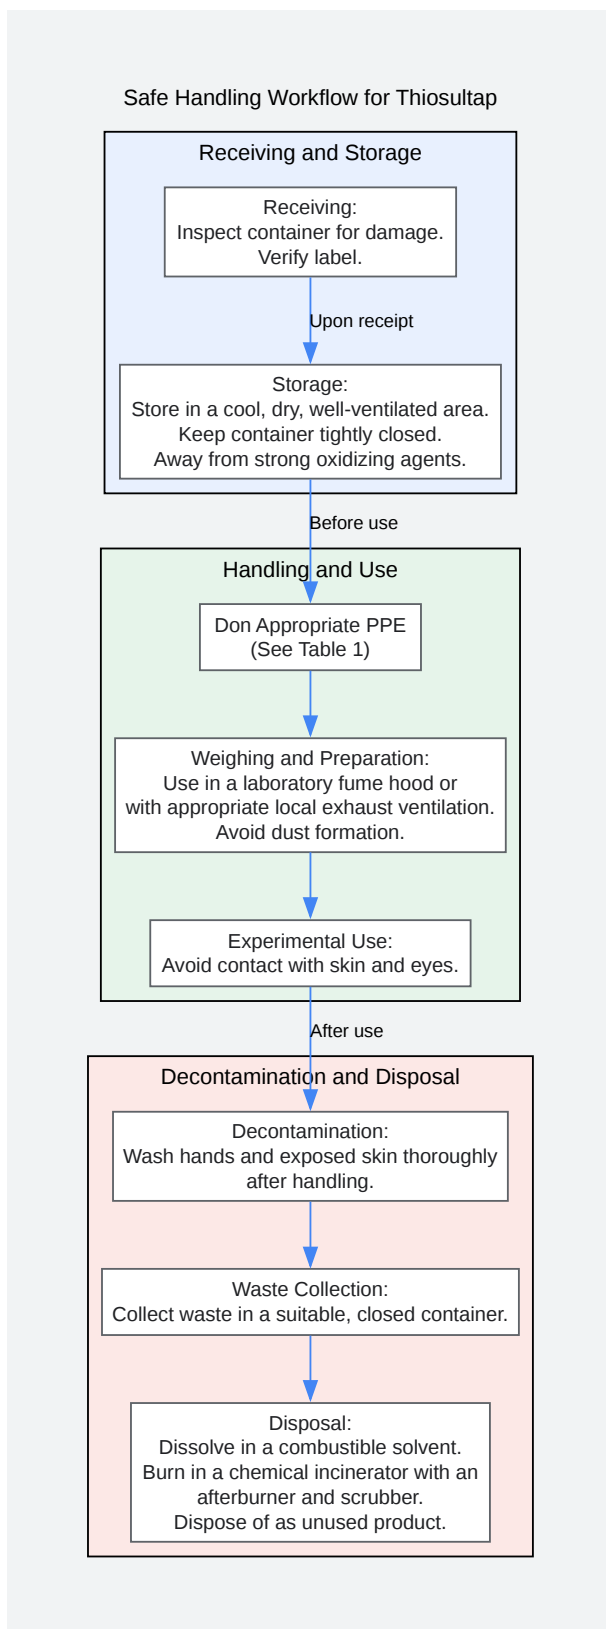 Safe Handling Workflow for Thiosultap
Receiving and Storage
Receiving:
Inspect container for damage.
Verify label.
Upon receipt
Storage:
Store in a cool, dry, well-ventilated area.
Keep container tightly closed.
Away from strong oxidizing agents.
Before use
Handling and Use
Don Appropriate PPE
(See Table 1)
Weighing and Preparation:
Use in a laboratory fume hood or
with appropriate local exhaust ventilation.
Avoid dust formation.
Experimental Use:
Avoid contact with skin and eyes.
After use
Decontamination and Disposal
Decontamination:
Wash hands and exposed skin thoroughly
after handling.
Waste Collection:
Collect waste in a suitable, closed container.
Disposal:
Dissolve in a combustible solvent.
Burn in a chemical incinerator with an
afterburner and scrubber.
Dispose of as unused product.